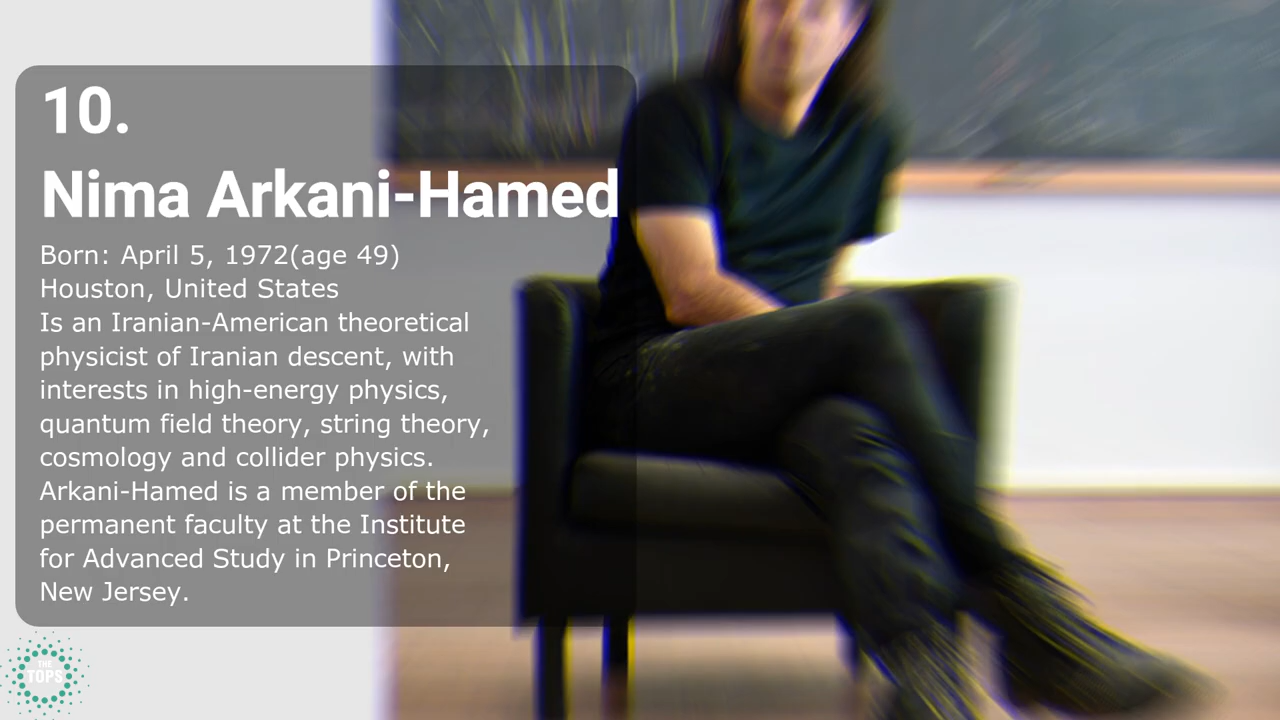 10.
Nima Arkani-Hamed
Born: April 5, 1972(age 49)
Houston, United States
Is an Iranian-American theoretical
physicist of Iranian descent, with
interests in high-energy physics,
quantum field theory, string theory,
cosmology and collider physics.
Arkani-Hamed is a member of the
permanent faculty at the Institute
for Advanced Study in Princeton,
New Jersey.
THE
TOPS